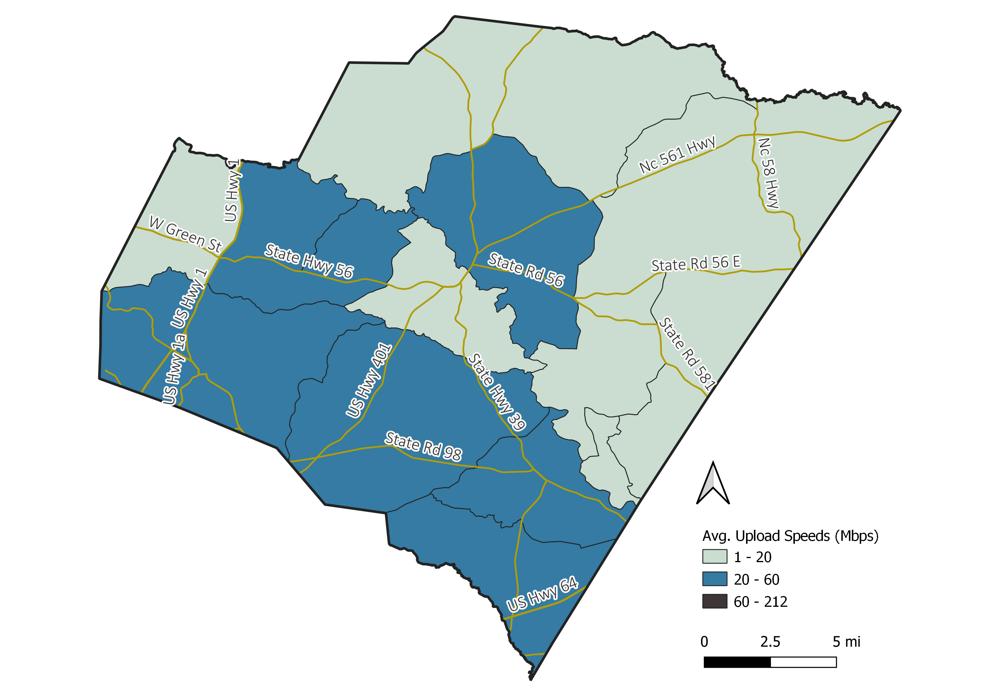 US Hwy 1
Nc 561 Hwy
Nc 58 Hwy
W Green St
State Hwy 56
State Rd 56
State Rd 56 E
US Hwy 1
US Hwy 1a
State Rd 581
US Hwy 401
State Hwy 39
State Rd 98
US Hwy 64
Avg. Upload Speeds (Mbps)
1 - 20
20 - 60
60 - 212
0 2.5 5 mi